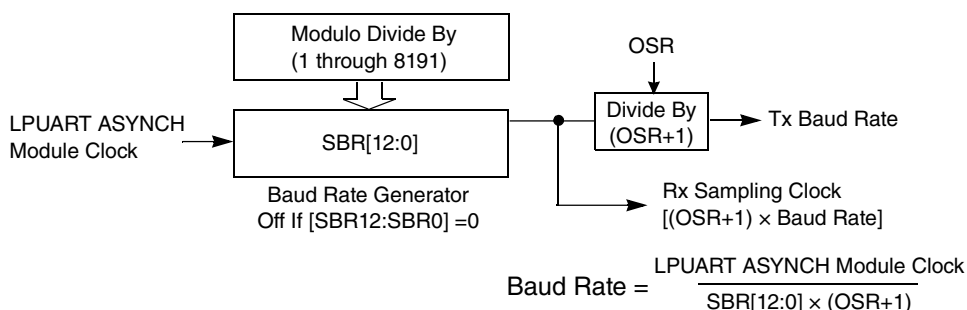 Modulo Divide By
(1 through 8191)
OSR
LPUART ASYNCH
Module Clock
SBR[12:0]
Divide By
(OSR+1)
Tx Baud Rate
Baud Rate Generator
Off If [SBR12:SBR0] =0
Rx Sampling Clock
[(OSR+1) × Baud Rate]
Baud Rate = LPUART ASYNCH Module Clock
SBR[12:0] × (OSR+1)